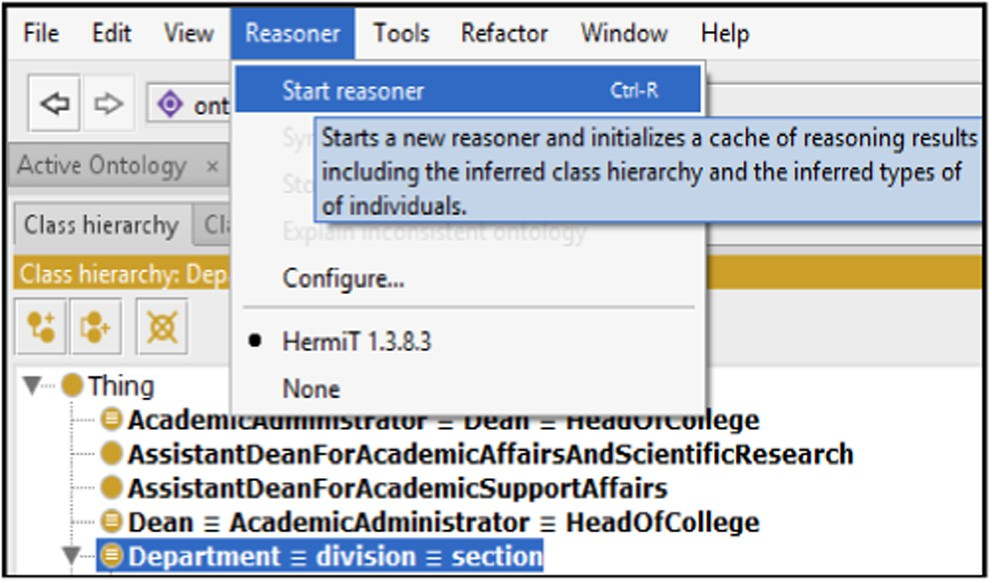 File Edit View Reasoner Tools Refactor Window Help
Start reasoner Ctrl-R
ont
Starts a new reasoner and initializes a cache of reasoning results
including the inferred class hierarchy and the inferred types of
of individuals.
Active Ontology ×
Class hierarchy
Explain inconsistent ontology
Class hierarchy: Dep
Configure...
HermiT 1.3.8.3
None
Thing
AcademicAdministrator ≡ Dean ≡ HeadOfCollege
AssistantDeanForAcademicAffairsAndScientificResearch
AssistantDeanForAcademicSupportAffairs
Dean ≡ AcademicAdministrator ≡ HeadOfCollege
Department ≡ division ≡ section